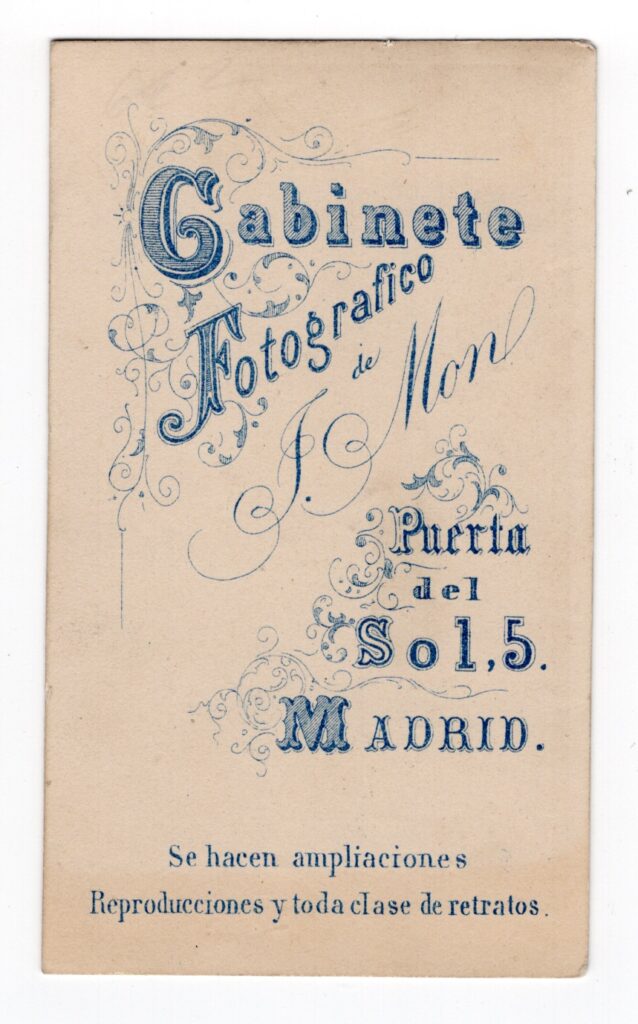 Gabinete
Fotografico
de
J. Mon
Puerta
del
Sol, 5.
MADRID.
Se hacen ampliaciones
Reproducciones y toda clase de retratos.